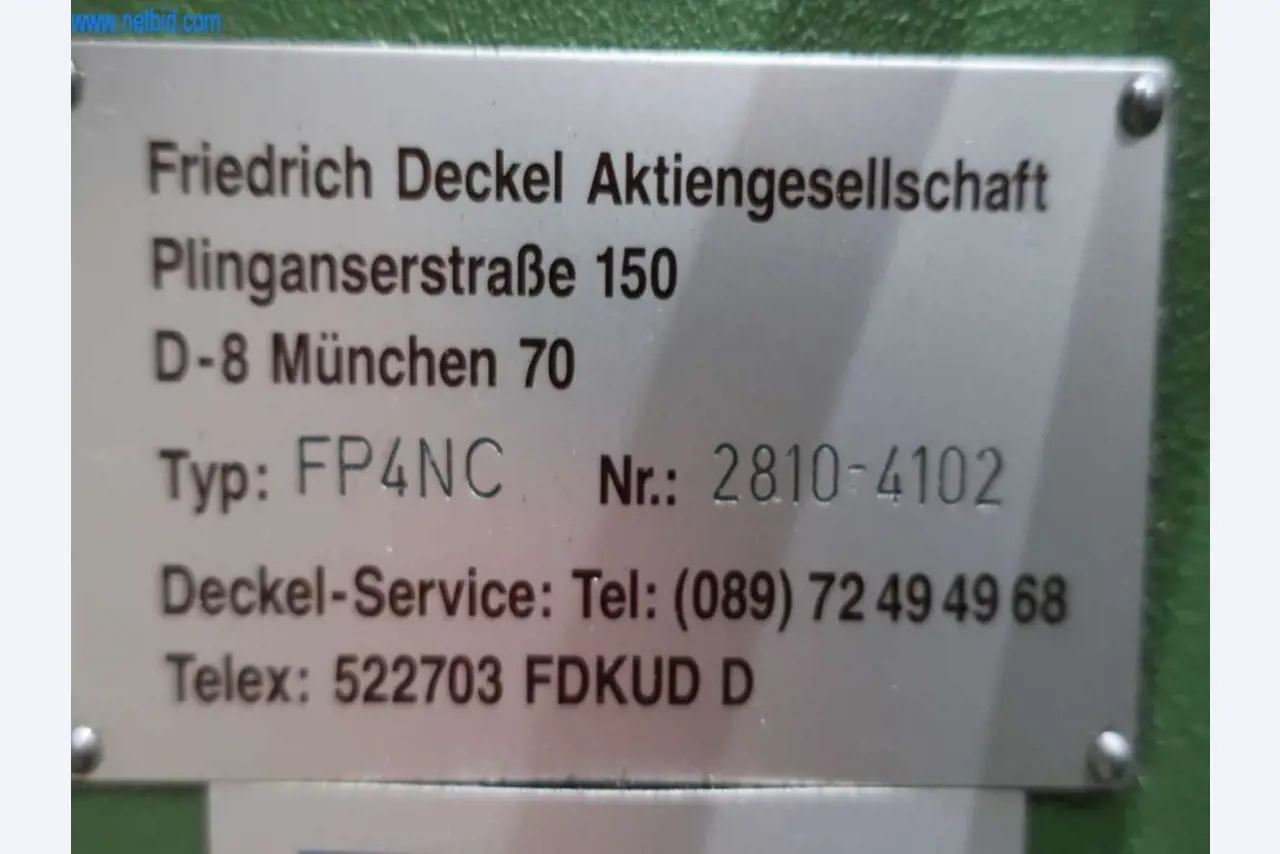 www.netbid.com
Friedrich Deckel Aktiengesellschaft
Plinganserstraße 150
D-8 München 70
Typ: FP4NC Nr.: 2810-4102
Deckel-Service: Tel: (089) 72 49 49 68
Telex: 522703 FDKUD D